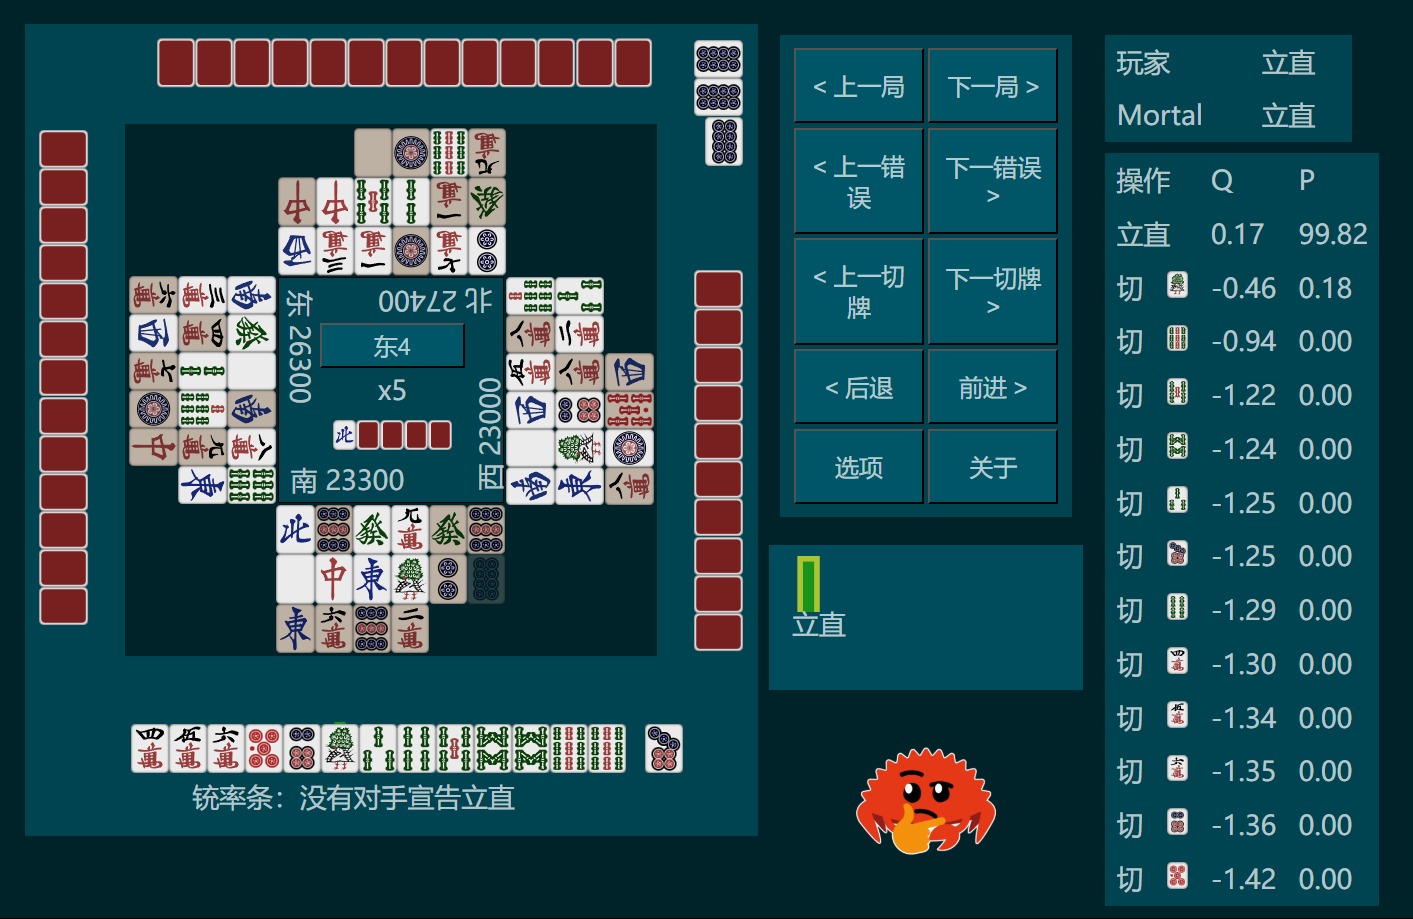 < 上一局
下一局 >
< 上一错误
下一错误 >
< 上一切牌
下一切牌 >
< 后退
前进 >
选项
关于
玩家 立直
Mortal 立直
操作 Q P
立直 0.17 99.82
切 -0.46 0.18
切 -0.94 0.00
切 -1.22 0.00
切 -1.24 0.00
切 -1.25 0.00
切 -1.25 0.00
切 -1.29 0.00
切 -1.30 0.00
切 -1.34 0.00
切 -1.35 0.00
切 -1.36 0.00
切 -1.42 0.00
北 27400
东 26300
东4
x5
西 23000
南 23300
立直
铳率条：没有对手宣告立直